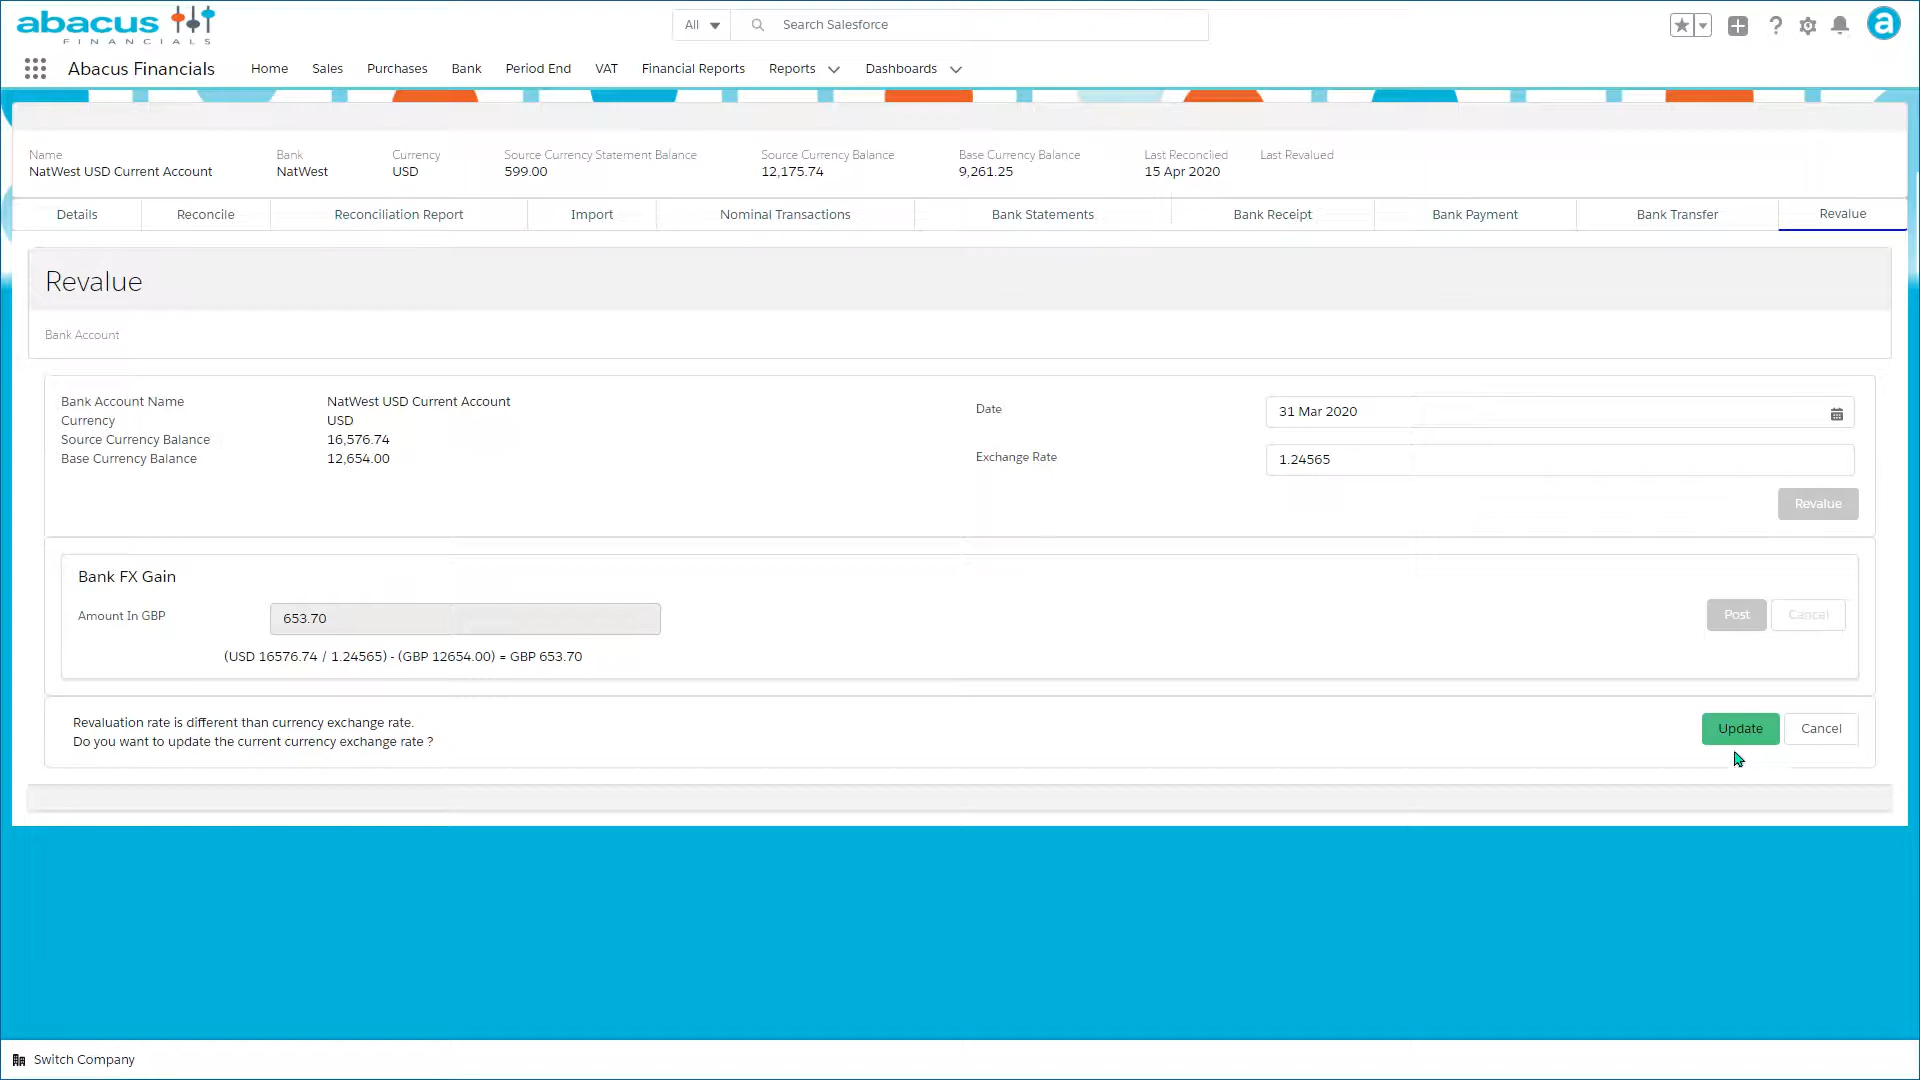 abacus
FINANCIALS
All
Search Salesforce
Abacus Financials
Home
Sales
Purchases
Bank
Period End
VAT
Financial Reports
Reports
Dashboards
Name
Bank
Currency
Source Currency Statement Balance
Source Currency Balance
Base Currency Balance
Last Reconciled
Last Revalued
NatWest USD Current Account
NatWest
USD
599.00
12,175.74
9,261.25
15 Apr 2020
Details
Reconcile
Reconciliation Report
Import
Nominal Transactions
Bank Statements
Bank Receipt
Bank Payment
Bank Transfer
Revalue
Revalue
Bank Account
Bank Account Name
NatWest USD Current Account
Currency
USD
Source Currency Balance
16,576.74
Base Currency Balance
12,654.00
Date
31 Mar 2020
Exchange Rate
1.24565
Revalue
Bank FX Gain
Amount In GBP
653.70
Post
Cancel
(USD 16576.74 / 1.24565) - (GBP 12654.00) = GBP 653.70
Revaluation rate is different than currency exchange rate.
Do you want to update the current currency exchange rate ?
Update
Cancel
Switch Company